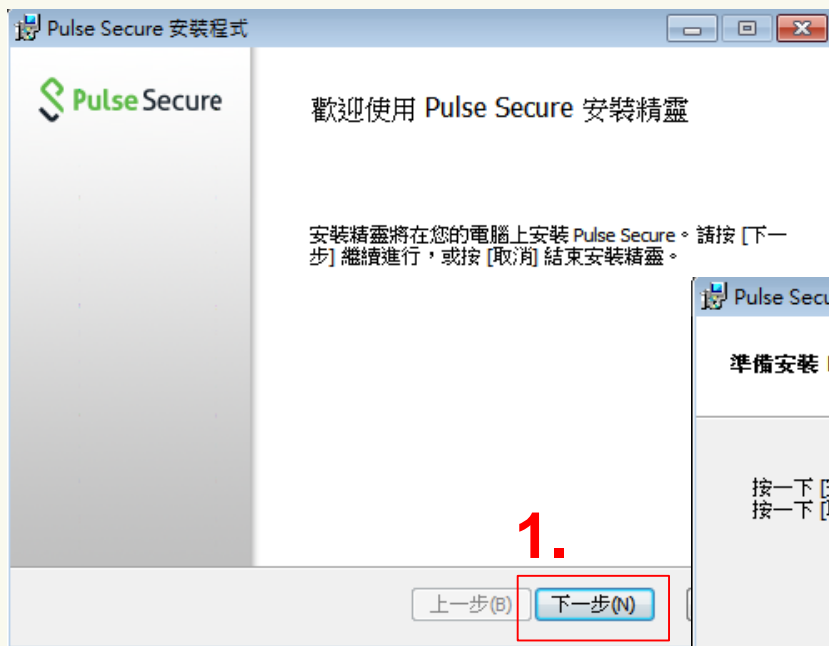 Pulse Secure 安裝程式
Pulse Secure
歡迎使用 Pulse Secure 安裝精靈
安裝精靈將在您的電腦上安裝 Pulse Secure。請按 [下一
步] 繼續進行，或按 [取消] 結束安裝精靈。
Pulse Secu
準備安裝
按一下 [
按一下 [
1.
上一步(B)
下一步(N)